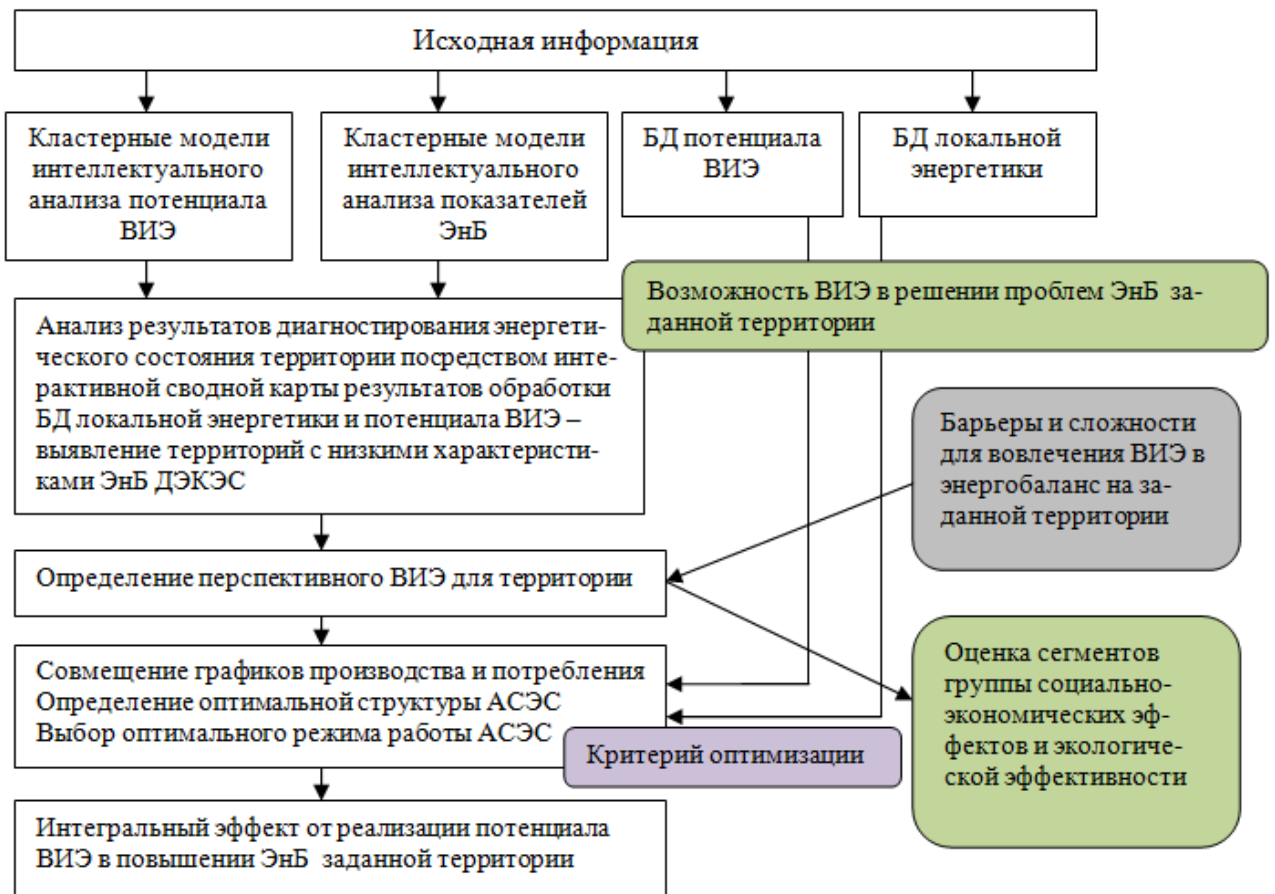 Исходная информация
Кластерные модели
интеллектуального
анализа потенциала
ВИЭ
Кластерные модели
интеллектуального
анализа показателей
ЭнБ
БД потенциала
ВИЭ
БД локальной
энергетики
Возможность ВИЭ в решении проблем ЭнБ за-
данной территории
Анализ результатов диагностирования энергети-
ческого состояния территории посредством инте-
рактивной сводной карты результатов обработки
БД локальной энергетики и потенциала ВИЭ –
выявление территорий с низкими характеристи-
ками ЭнБ ДЭКЭС
Барьеры и сложности
для вовлечения ВИЭ в
энергобаланс на за-
данной территории
Определение перспективного ВИЭ для территории
Совмещение графиков производства и потребления
Определение оптимальной структуры АСЭС
Выбор оптимального режима работы АСЭС
Критерий оптимизации
Оценка сегментов
группы социально-
экономических эф-
фектов и экологиче-
ской эффективности
Интегральный эффект от реализации потенциала
ВИЭ в повышении ЭнБ заданной территории